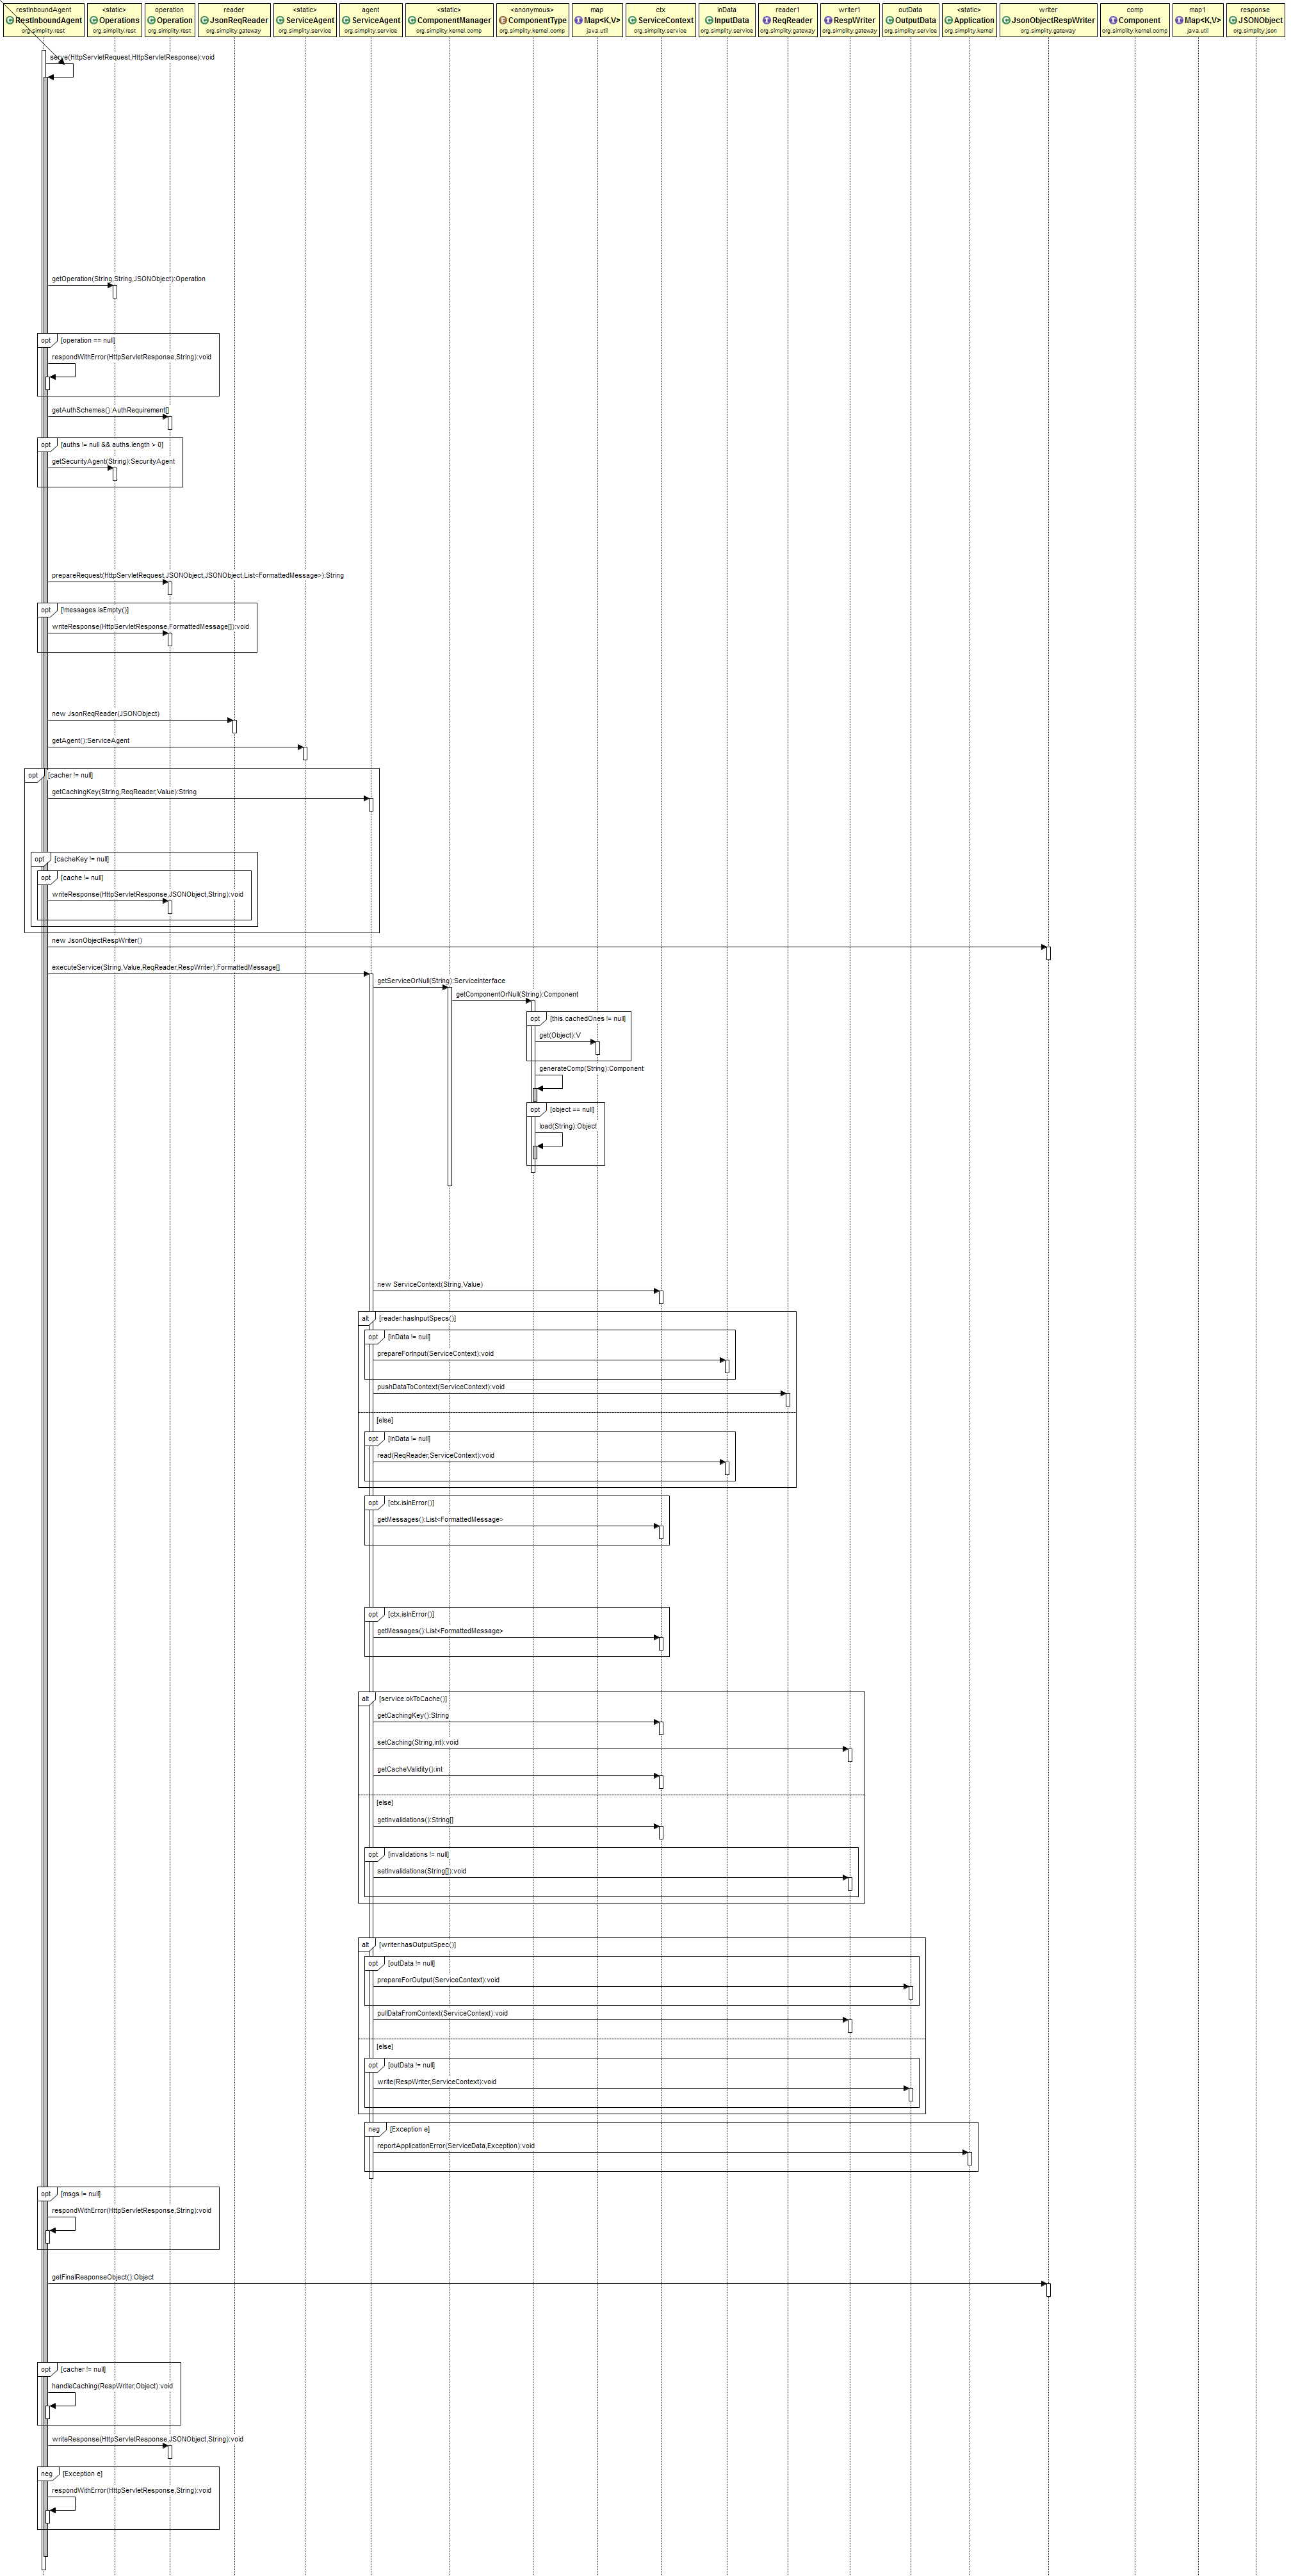 restInboundAgent
RestInboundAgent
org.simplity.rest
<static>
Operations
org.simplity.rest
operation
Operation
org.simplity.rest
reader
JsonReqReader
org.simplity.gateway
<static>
ServiceAgent
org.simplity.service
agent
ServiceAgent
org.simplity.service
<static>
ComponentManager
org.simplity.kernel.comp
<anonymous>
ComponentType
org.simplity.kernel.comp
map
Map<K,V>
java.util
ctx
ServiceContext
org.simplity.service
inData
InputData
org.simplity.service
reader1
ReqReader
org.simplity.gateway
writer1
RespWriter
org.simplity.gateway
outData
OutputData
org.simplity.service
<static>
Application
org.simplity.kernel
writer
JsonObjectRespWriter
org.simplity.gateway
comp
Component
org.simplity.kernel.comp
map1
Map<K,V>
java.util
response
JSONObject
org.simplity.json
serve(HttpServletRequest,HttpServletResponse):void
getOperation(String,String,JSONObject):Operation
opt [operation == null]
respondWithError(HttpServletResponse,String):void
getAuthSchemes():AuthRequirement[]
opt [auths != null && auths.length > 0]
getSecurityAgent(String):SecurityAgent
prepareRequest(HttpServletRequest,JSONObject,JSONObject,List<FormattedMessage>):String
opt [!messages.isEmpty()]
writeResponse(HttpServletResponse,FormattedMessage[]):void
new JsonReqReader(JSONObject)
getAgent():ServiceAgent
opt [cacher != null]
getCachingKey(String,ReqReader,Value):String
opt [cacheKey != null]
opt [cache != null]
writeResponse(HttpServletResponse,JSONObject,String):void
new JsonObjectRespWriter()
executeService(String,Value,ReqReader,RespWriter):FormattedMessage[]
getServiceOrNull(String):ServiceInterface
getComponentOrNull(String):Component
opt [this.cachedOnes != null]
get(Object):V
generateComp(String):Component
opt [object == null]
load(String):Object
new ServiceContext(String,Value)
alt [reader.hasInputSpecs()]
opt [inData != null]
prepareForInput(ServiceContext):void
pushDataToContext(ServiceContext):void
[else]
opt [inData != null]
read(ReqReader,ServiceContext):void
opt [ctx.isInError()]
getMessages():List<FormattedMessage>
opt [ctx.isInError()]
getMessages():List<FormattedMessage>
alt [service.okToCache()]
getCachingKey():String
setCaching(String,int):void
getCacheValidity():int
[else]
getInvalidations():String[]
opt [invalidations != null]
setInvalidations(String[]):void
alt [writer.hasOutputSpec()]
opt [outData != null]
prepareForOutput(ServiceContext):void
pullDataFromContext(ServiceContext):void
[else]
opt [outData != null]
write(RespWriter,ServiceContext):void
neg [Exception e]
reportApplicationError(ServiceData,Exception):void
opt [msgs != null]
respondWithError(HttpServletResponse,String):void
getFinalResponseObject():Object
opt [cacher != null]
handleCaching(RespWriter,Object):void
writeResponse(HttpServletResponse,JSONObject,String):void
neg [Exception e]
respondWithError(HttpServletResponse,String):void